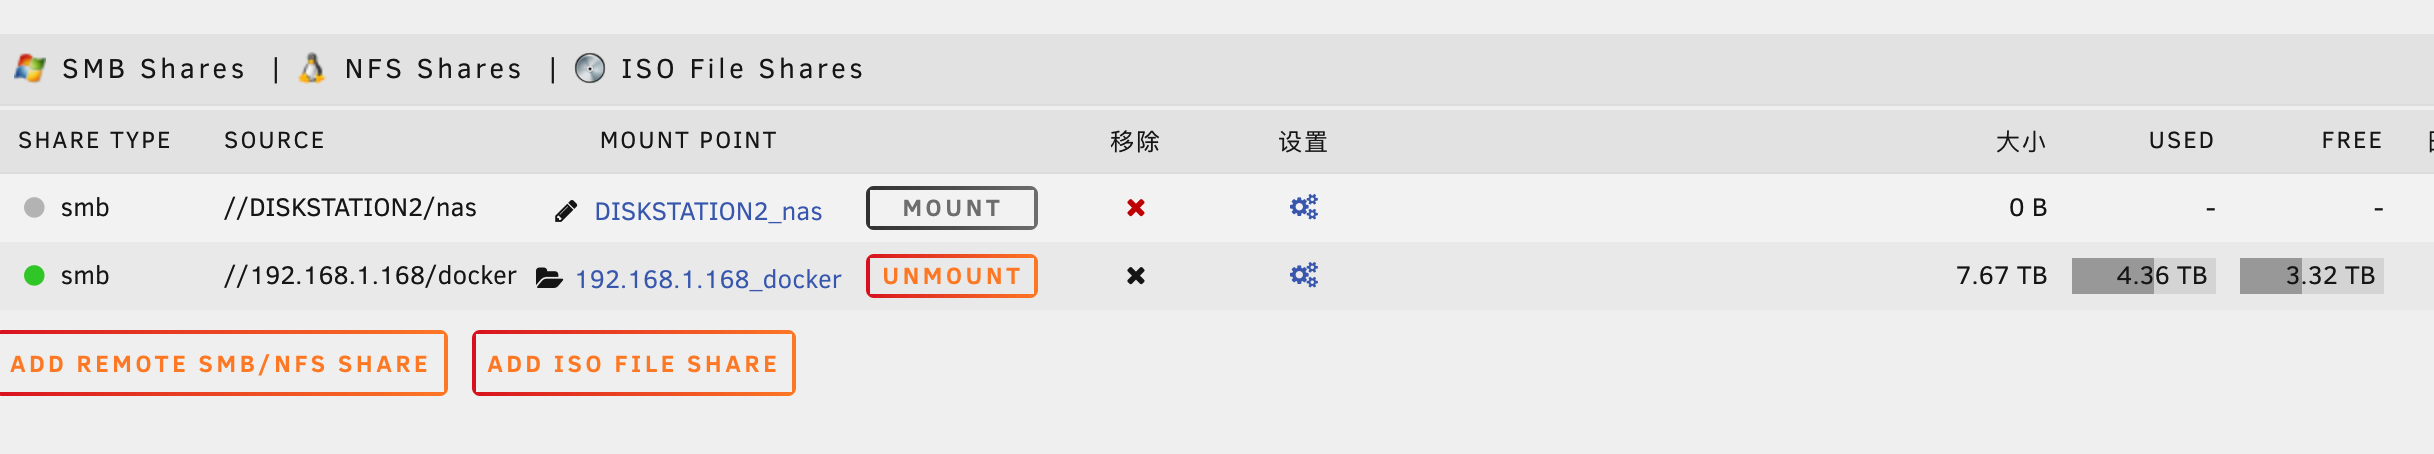 SMB Shares | NFS Shares | ISO File Shares
SHARE TYPE SOURCE MOUNT POINT 移除 设置 大小 USED FREE
smb //DISKSTATION2/nas DISKSTATION2_nas MOUNT 0 B - -
smb //192.168.1.168/docker 192.168.1.168_docker UNMOUNT 7.67 TB 4.36 TB 3.32 TB
ADD REMOTE SMB/NFS SHARE ADD ISO FILE SHARE